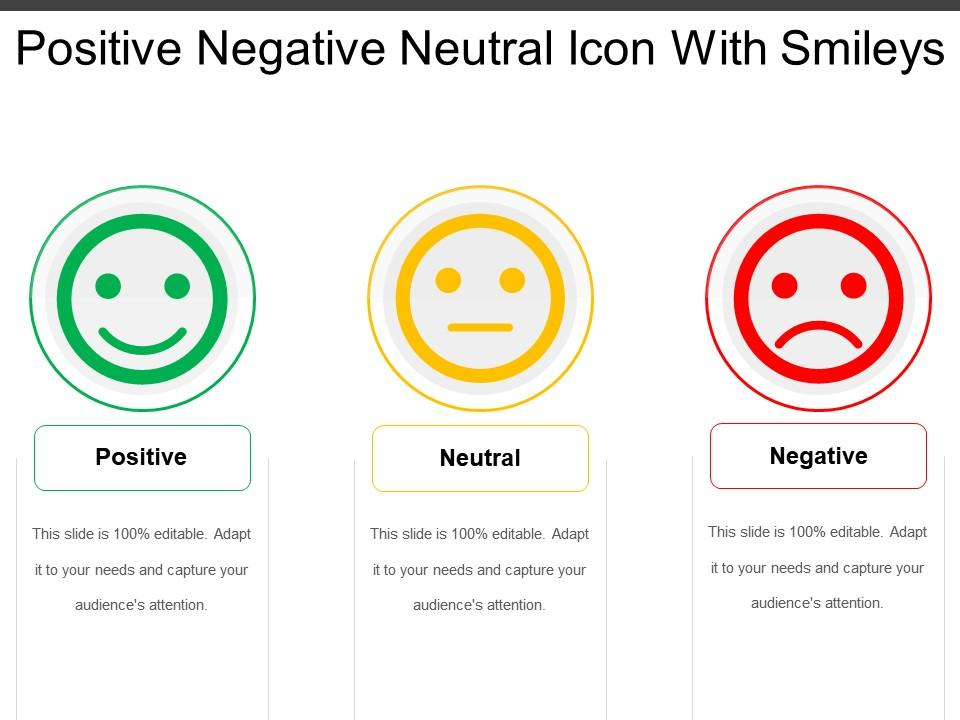 Positive Negative Neutral Icon With Smileys
Positive
This slide is 100% editable. Adapt
it to your needs and capture your
audience's attention.
Neutral
This slide is 100% editable. Adapt
it to your needs and capture your
audience's attention.
Negative
This slide is 100% editable. Adapt
it to your needs and capture your
audience's attention.